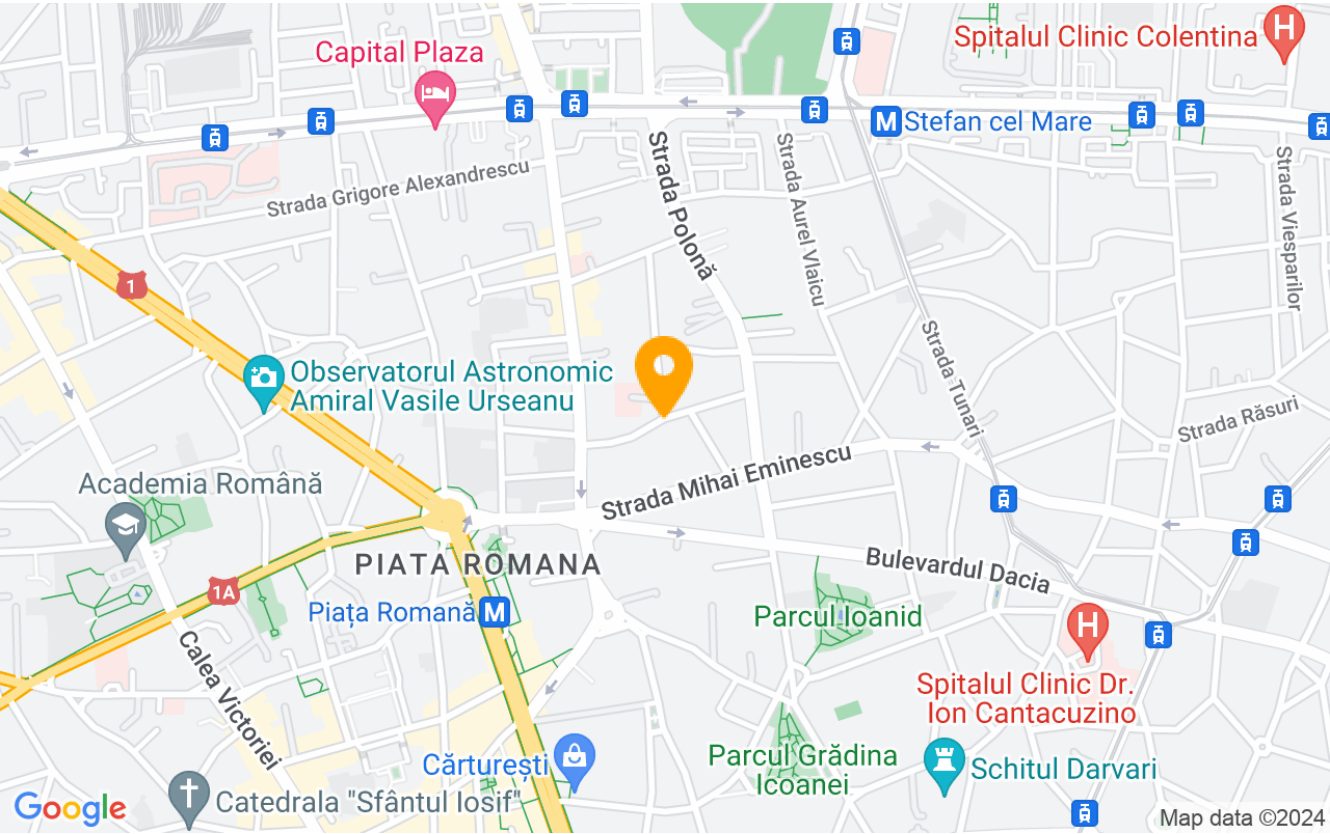 Capital Plaza
Spitalul Clinic Colentina
H
M
Stefan cel Mare
Strada Grigore Alexandrescu
Strada Polonă
Strada Aurel Vlaicu
Strada Viesparilor
1
Strada Tunari
Observatorul Astronomic
Amiral Vasile Urseanu
Strada Răsuri
Strada Mihai Eminescu
Academia Română
PIATA ROMANA
Bulevardul Dacia
1A
Piața Romană
M
Parcul Ioanid
H
Calea Victoriei
Spitalul Clinic Dr.
Ion Cantacuzino
Cărturești
Parcul Grădina
Icoanei
Schitul Darvari
Catedrala "Sfântul Iosif"
Google
Map data ©2024